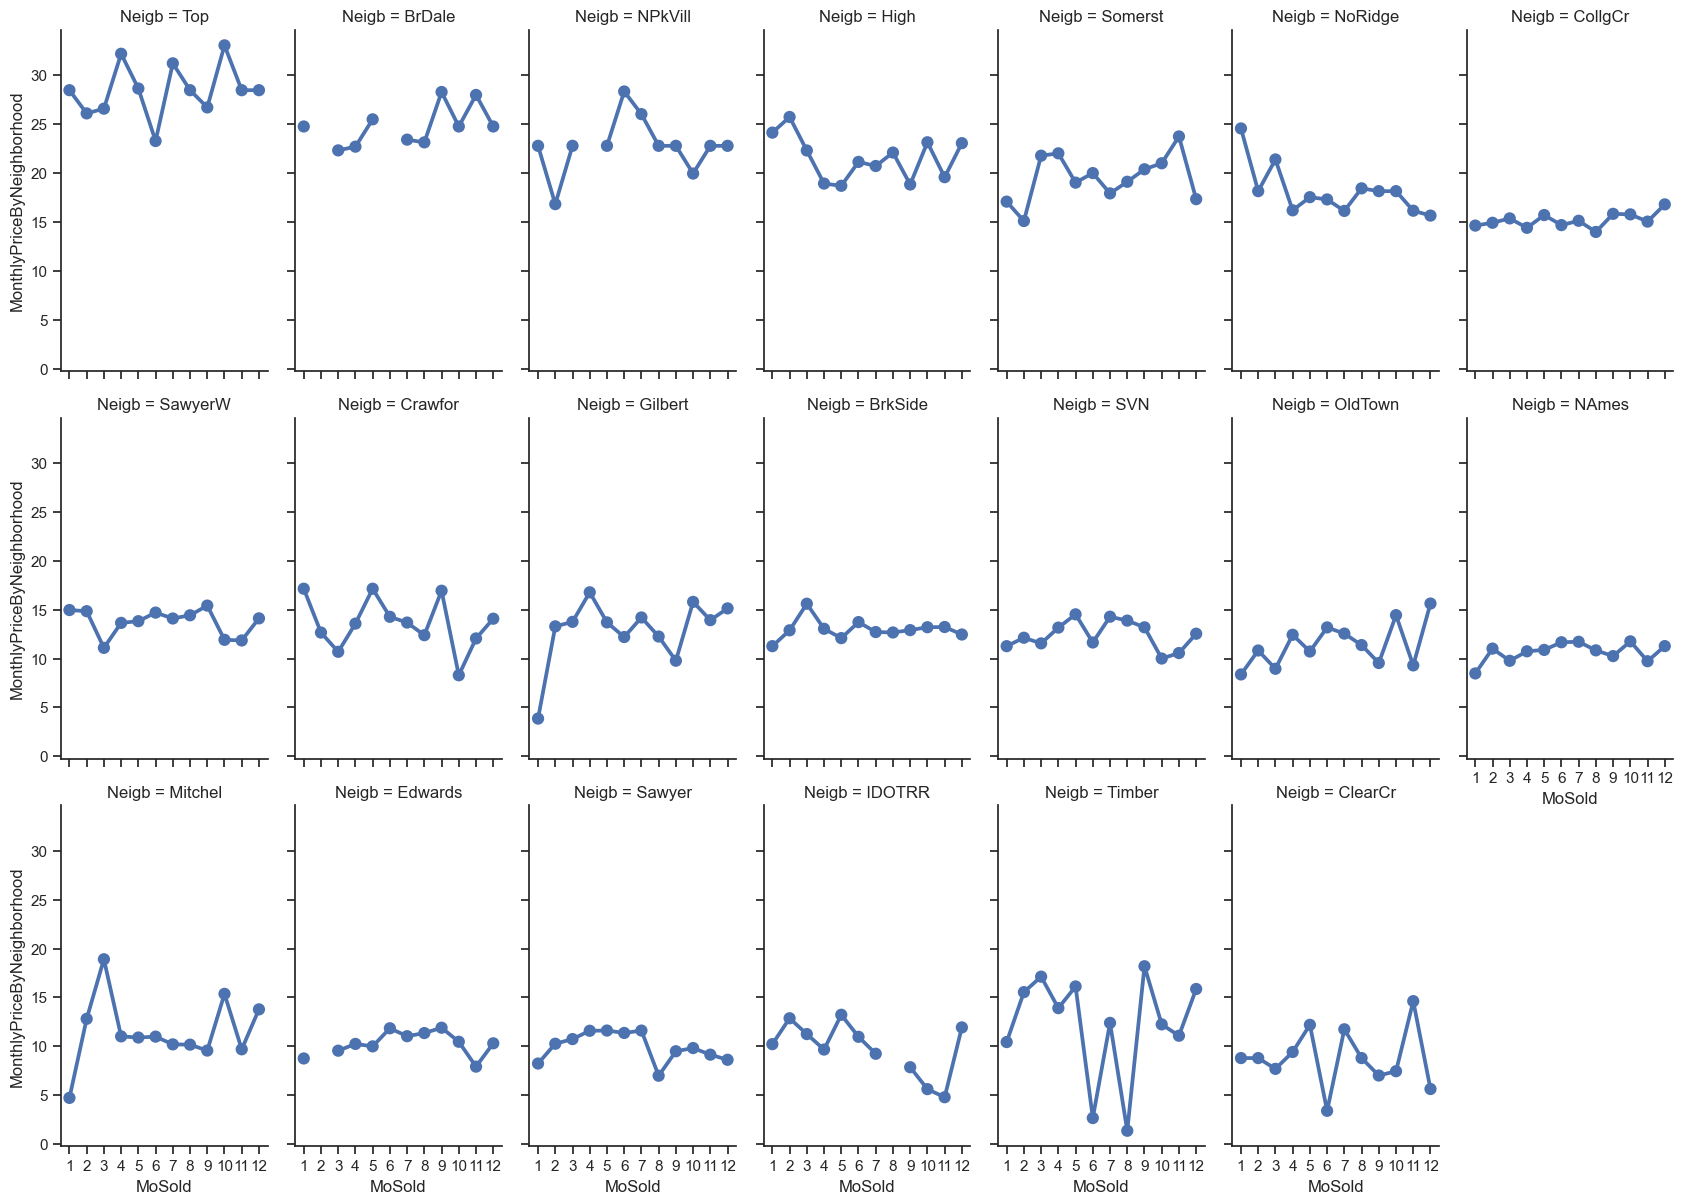 Neigb = Top
Neigb = BrDale
Neigb = NPkVill
Neigb = High
Neigb = Somerst
Neigb = NoRidge
Neigb = CollgCr
MonthlyPriceByNeighborhood
30
25
20
15
10
5
0
Neigb = SawyerW
Neigb = Crawfor
Neigb = Gilbert
Neigb = BrkSide
Neigb = SVN
Neigb = OldTown
Neigb = NAmes
MonthlyPriceByNeighborhood
30
25
20
15
10
5
0
1 2 3 4 5 6 7 8 9 10 11 12
MoSold
Neigb = Mitchel
Neigb = Edwards
Neigb = Sawyer
Neigb = IDOTRR
Neigb = Timber
Neigb = ClearCr
MonthlyPriceByNeighborhood
30
25
20
15
10
5
0
1 2 3 4 5 6 7 8 9 10 11 12
MoSold
1 2 3 4 5 6 7 8 9 10 11 12
MoSold
1 2 3 4 5 6 7 8 9 10 11 12
MoSold
1 2 3 4 5 6 7 8 9 10 11 12
MoSold
1 2 3 4 5 6 7 8 9 10 11 12
MoSold
1 2 3 4 5 6 7 8 9 10 11 12
MoSold